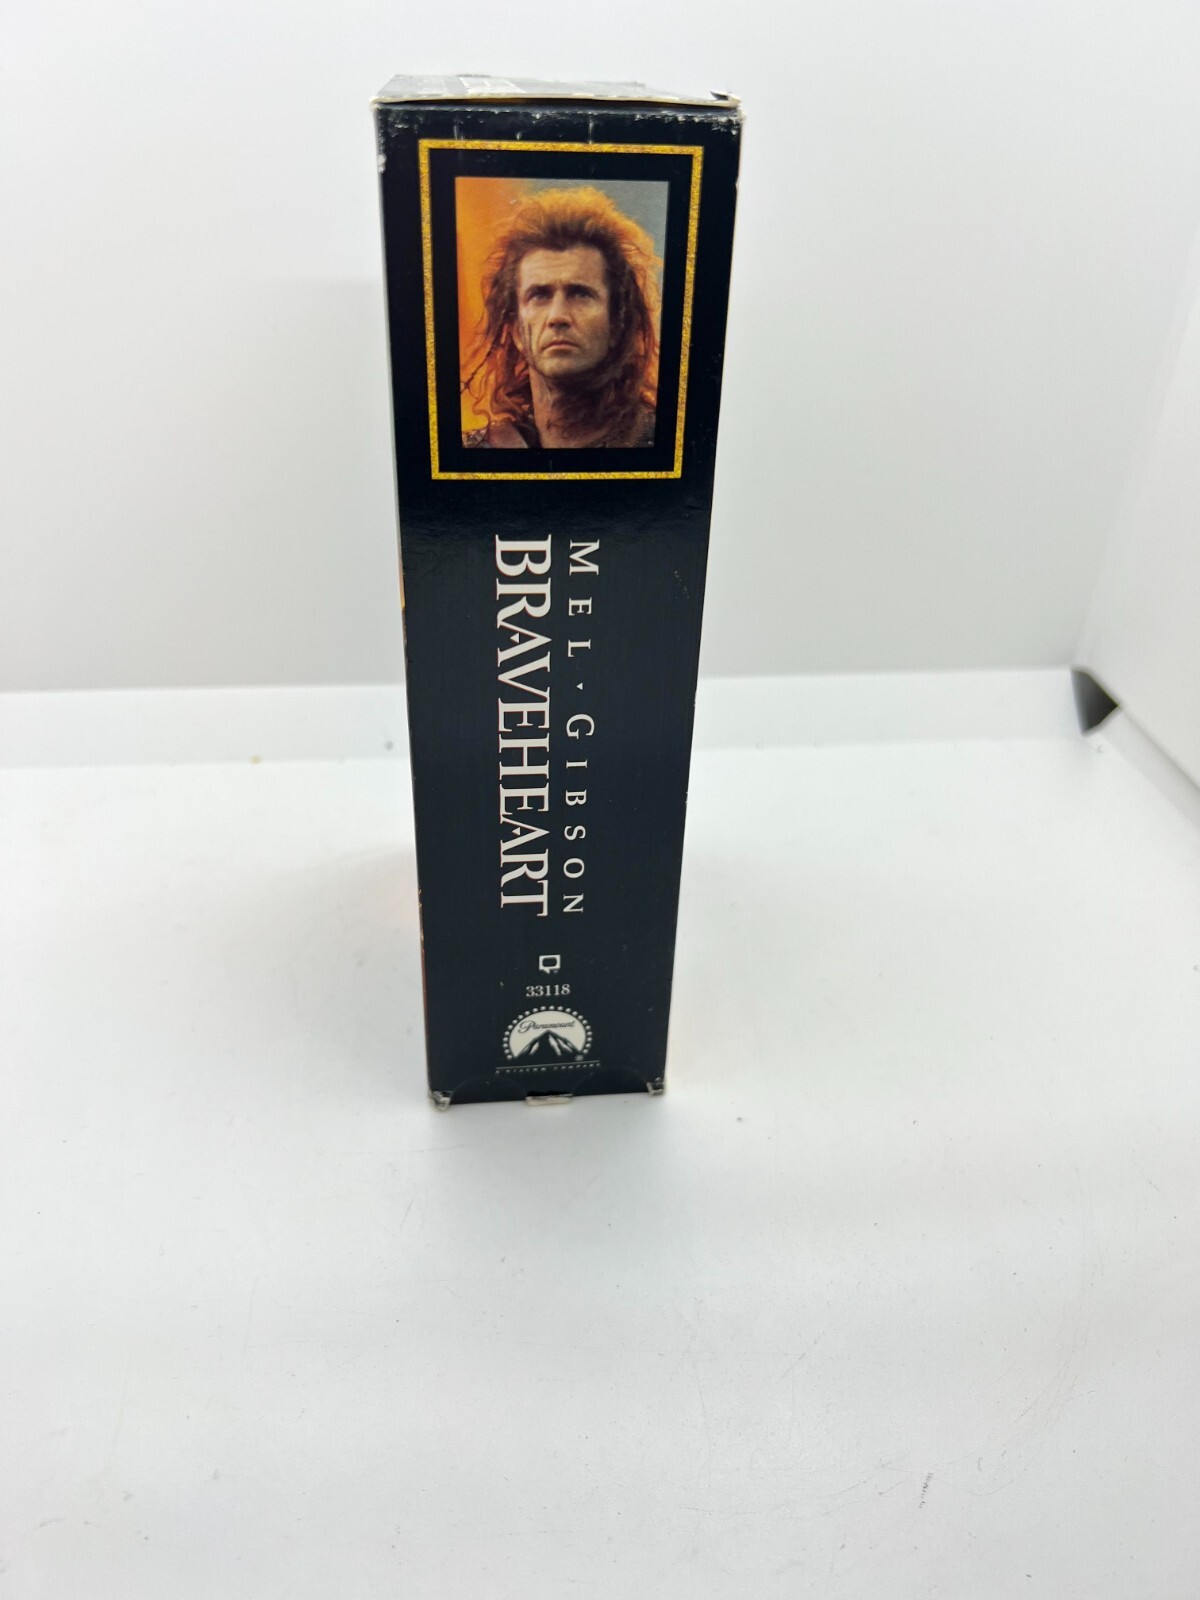 MEL · GIBSON
BRAVEHEART
33118
Paramount